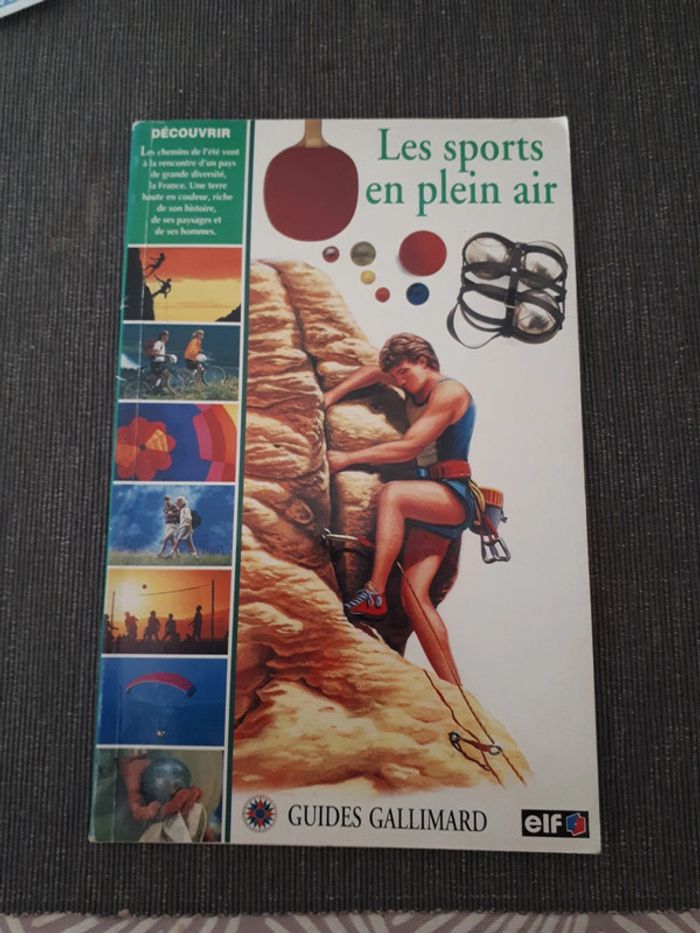 DÉCOUVRIR
Les chemins de l'été vont
à la rencontre d'un pays
de grande diversité,
la France. Une terre
haute en couleur, riche
de son histoire,
de ses paysages et
de ses hommes.
Les sports
en plein air
GUIDES GALLIMARD
elf